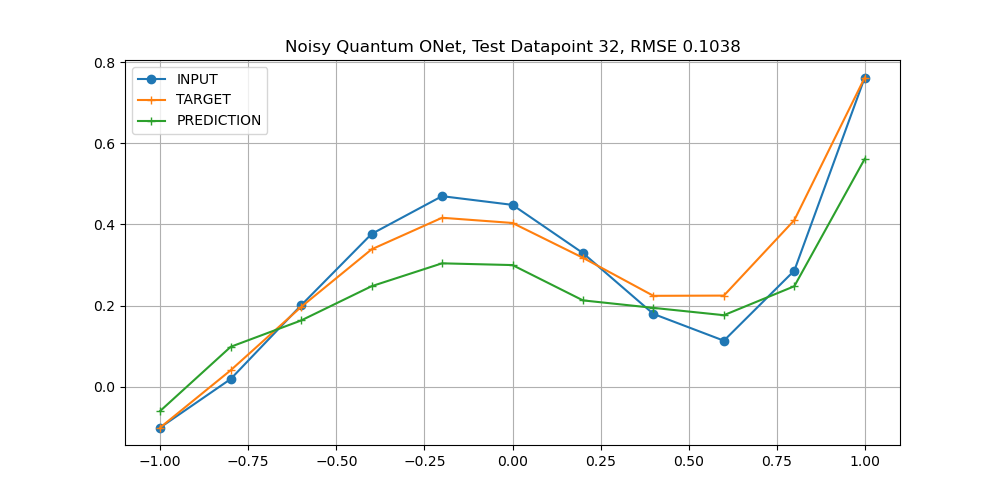 Noisy Quantum ONet, Test Datapoint 32, RMSE 0.1038
INPUT
TARGET
PREDICTION
0.8
0.6
0.4
0.2
0.0
−1.00 −0.75 −0.50 −0.25 0.00 0.25 0.50 0.75 1.00